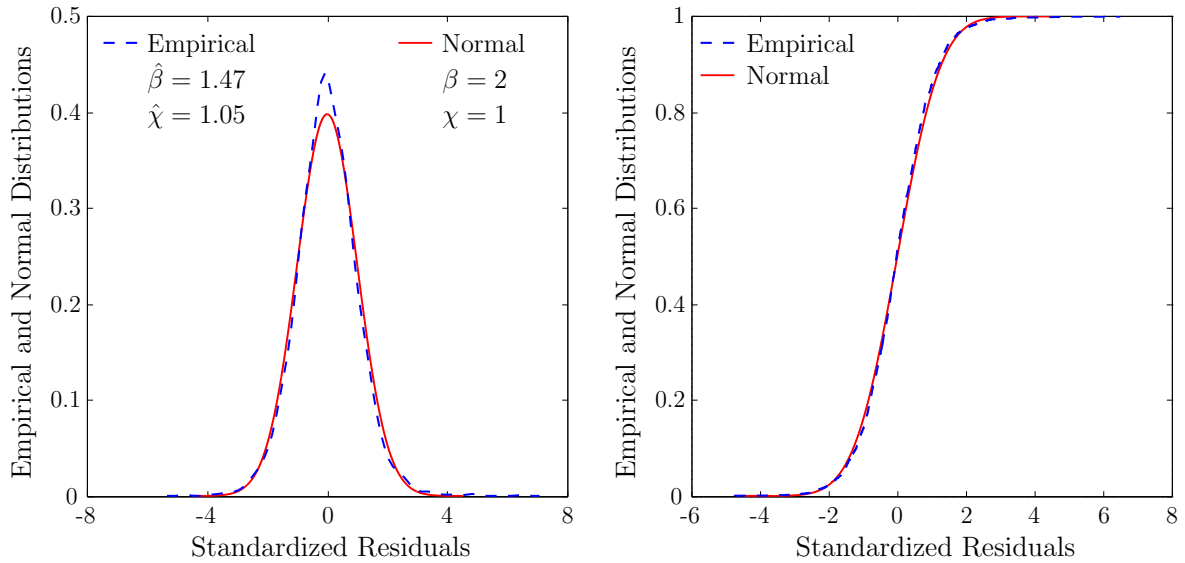 Empirical and Normal Distributions
0.5
0.4
0.3
0.2
0.1
0
Empirical
β̂ = 1.47
χ̂ = 1.05
Normal
β = 2
χ = 1
-8 -4 0 4 8
Standardized Residuals
Empirical and Normal Distributions
1
0.8
0.6
0.4
0.2
0
Empirical
Normal
-6 -4 -2 0 2 4 6 8
Standardized Residuals